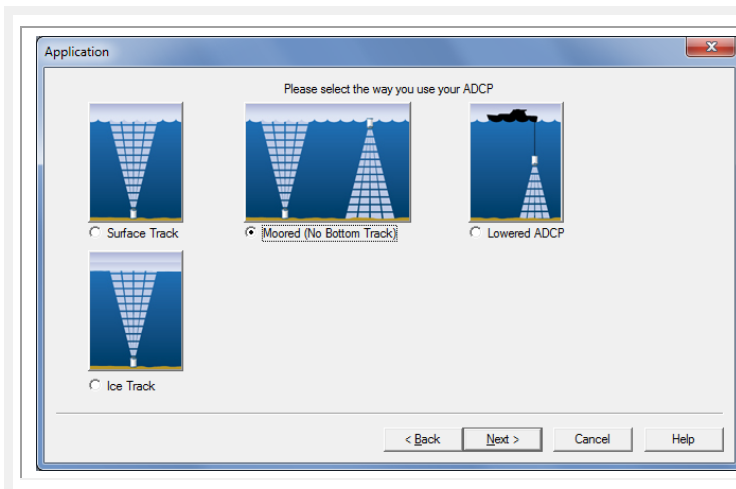 Application
Please select the way you use your ADCP
Surface Track
Moored (No Bottom Track)
Lowered ADCP
Ice Track
< Back
Next >
Cancel
Help